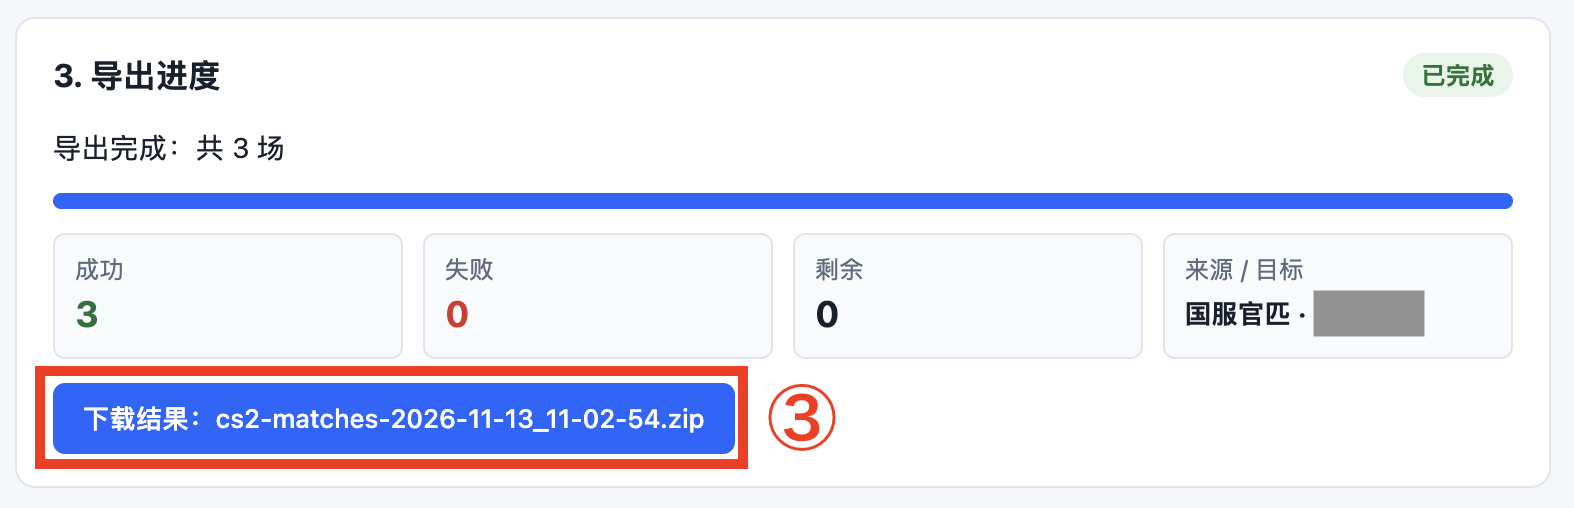 3. 导出进度
已完成
导出完成：共 3 场
成功
3
失败
0
剩余
0
来源 / 目标
国服官匹 ·
下载结果：cs2-matches-2026-11-13_11-02-54.zip
③